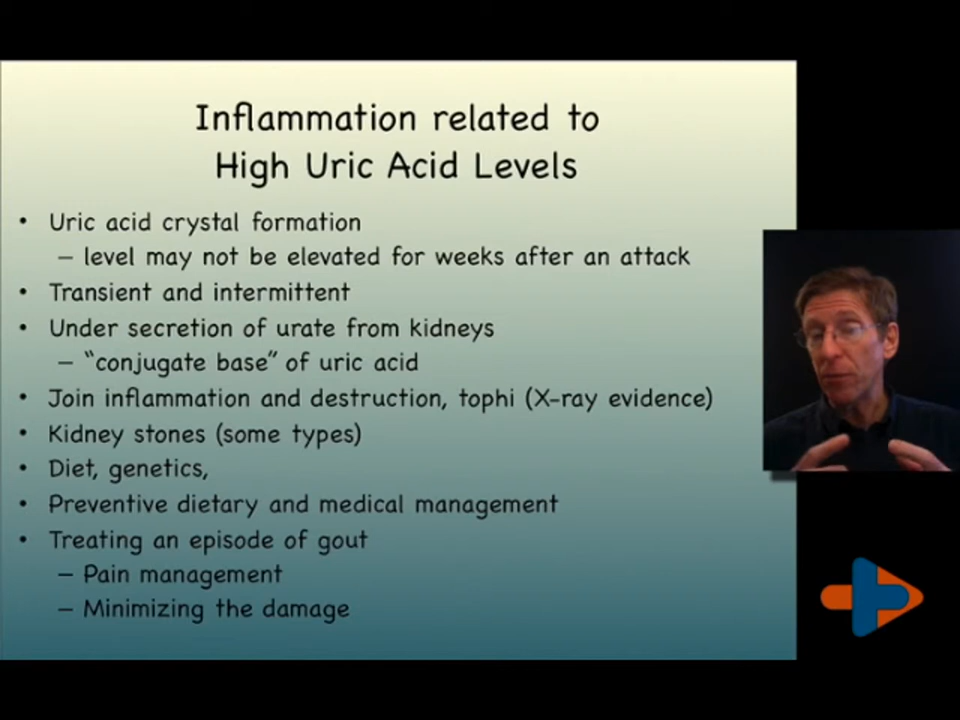 Inflammation related to
High Uric Acid Levels
• Uric acid crystal formation
– level may not be elevated for weeks after an attack
• Transient and intermittent
• Under secretion of urate from kidneys
– “conjugate base” of uric acid
• Join inflammation and destruction, tophi (X-ray evidence)
• Kidney stones (some types)
• Diet, genetics,
• Preventive dietary and medical management
• Treating an episode of gout
– Pain management
– Minimizing the damage